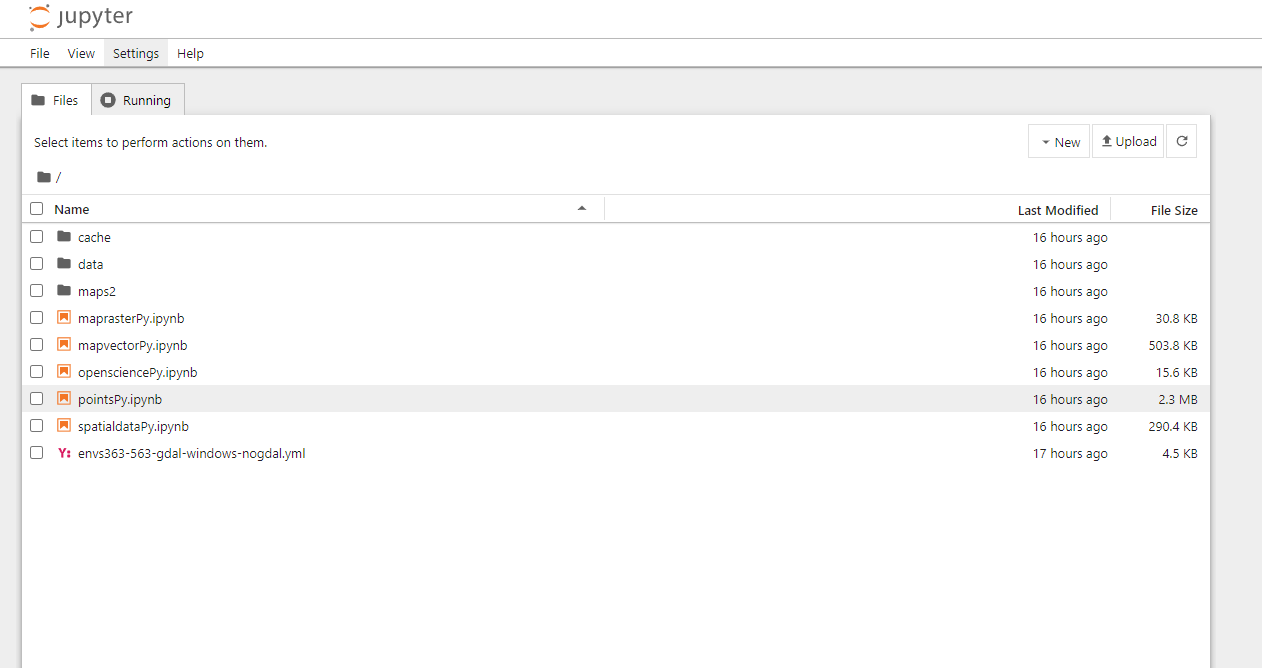 jupyter
File View Settings Help
Files Running
Select items to perform actions on them. New Upload
/
Name Last Modified File Size
cache 16 hours ago
data 16 hours ago
maps2 16 hours ago
maprasterPy.ipynb 16 hours ago 30.8 KB
mapvectorPy.ipynb 16 hours ago 503.8 KB
opensciencePy.ipynb 16 hours ago 15.6 KB
pointsPy.ipynb 16 hours ago 2.3 MB
spatialdataPy.ipynb 16 hours ago 290.4 KB
Y: envs363-563-gdal-windows-nogdal.yml 17 hours ago 4.5 KB